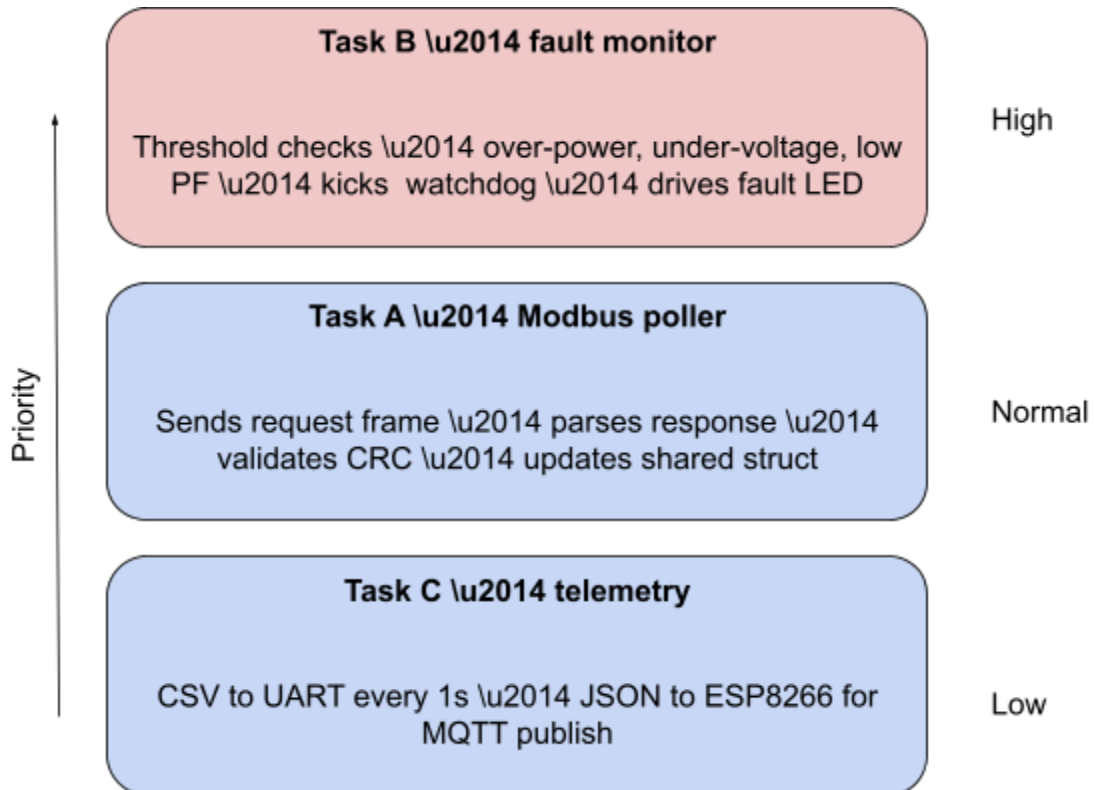 Task B \u2014 fault monitor
Threshold checks \u2014 over-power, under-voltage, low
PF \u2014 kicks  watchdog \u2014 drives fault LED
High
Task A \u2014 Modbus poller
Sends request frame \u2014 parses response \u2014
validates CRC \u2014 updates shared struct
Normal
Priority
Task C \u2014 telemetry
CSV to UART every 1s \u2014 JSON to ESP8266 for
MQTT publish
Low